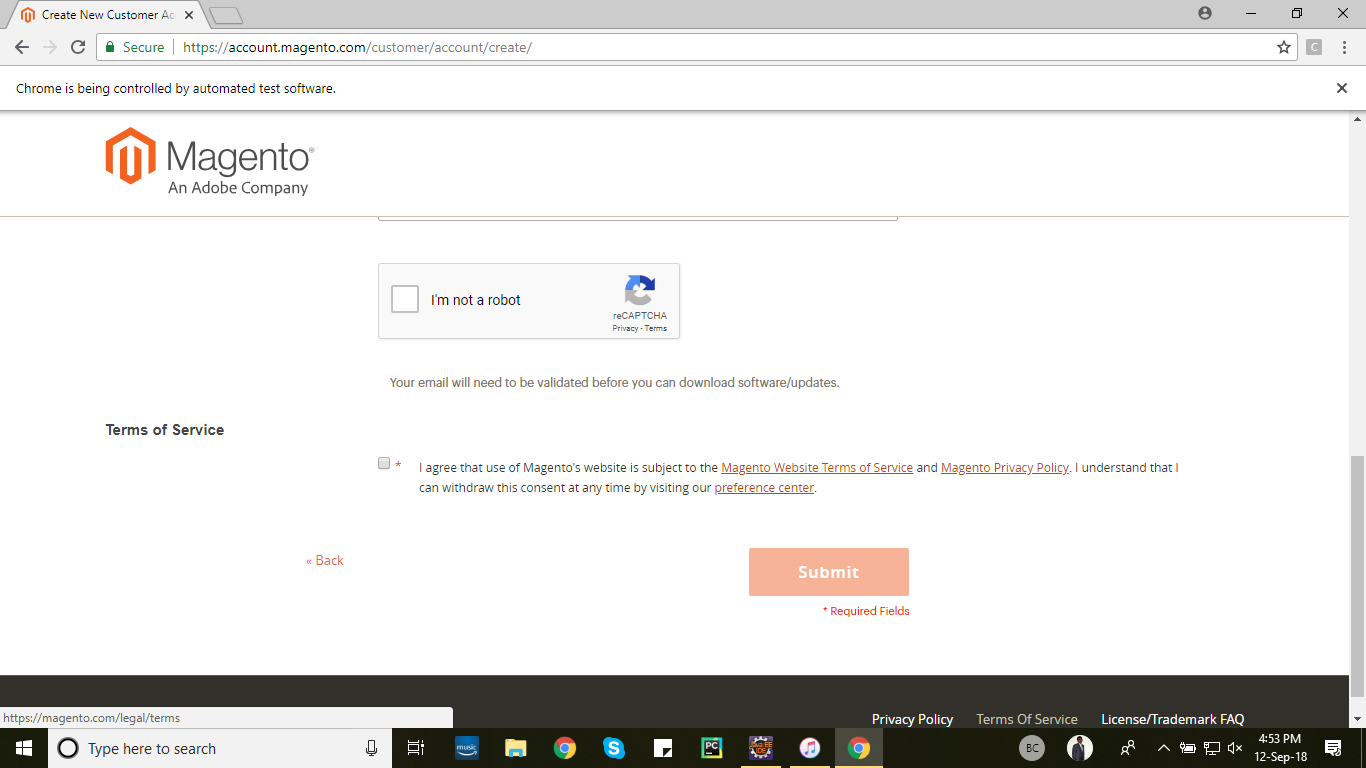 Create New Customer Ac
Secure https://account.magento.com/customer/account/create/
C
Chrome is being controlled by automated test software.
Magento®
An Adobe Company
I'm not a robot
reCAPTCHA
Privacy - Terms
Your email will need to be validated before you can download software/updates.
Terms of Service
* I agree that use of Magento's website is subject to the Magento Website Terms of Service and Magento Privacy Policy. I understand that I
can withdraw this consent at any time by visiting our preference center.
« Back
Submit
* Required Fields
https://magento.com/legal/terms
Privacy Policy Terms Of Service License/Trademark FAQ
Type here to search
music
PC
Java EE
IDE
BC
4:53 PM
12-Sep-18